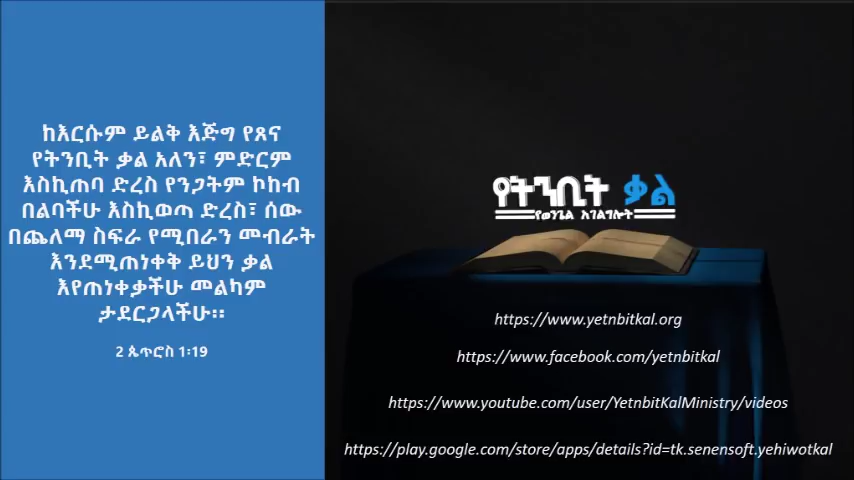 ከእርሱም ይልቅ እጅግ የጸና
የትንቢት ቃል አለን፣ ምድርም
እስኪጠባ ድረስ የንጋትም ኮከብ
በልባችሁ እስኪወጣ ድረስ፣ ሰው
በጨለማ ስፍራ የሚበራን መብራት
እንደሚጠነቀቅ ይህን ቃል
እየጠነቀቃችሁ መልካም
ታደርጋላችሁ፡፡
2 ጴጥሮስ 1፡19
የትንቢት ቃል
የወንጌል አገልግሎት
https://www.yetnbitkal.org
https://www.facebook.com/yetnbitkal
https://www.youtube.com/user/YetnbitKalMinistry/videos
https://play.google.com/store/apps/details?id=tk.senensoft.yehiwotkal